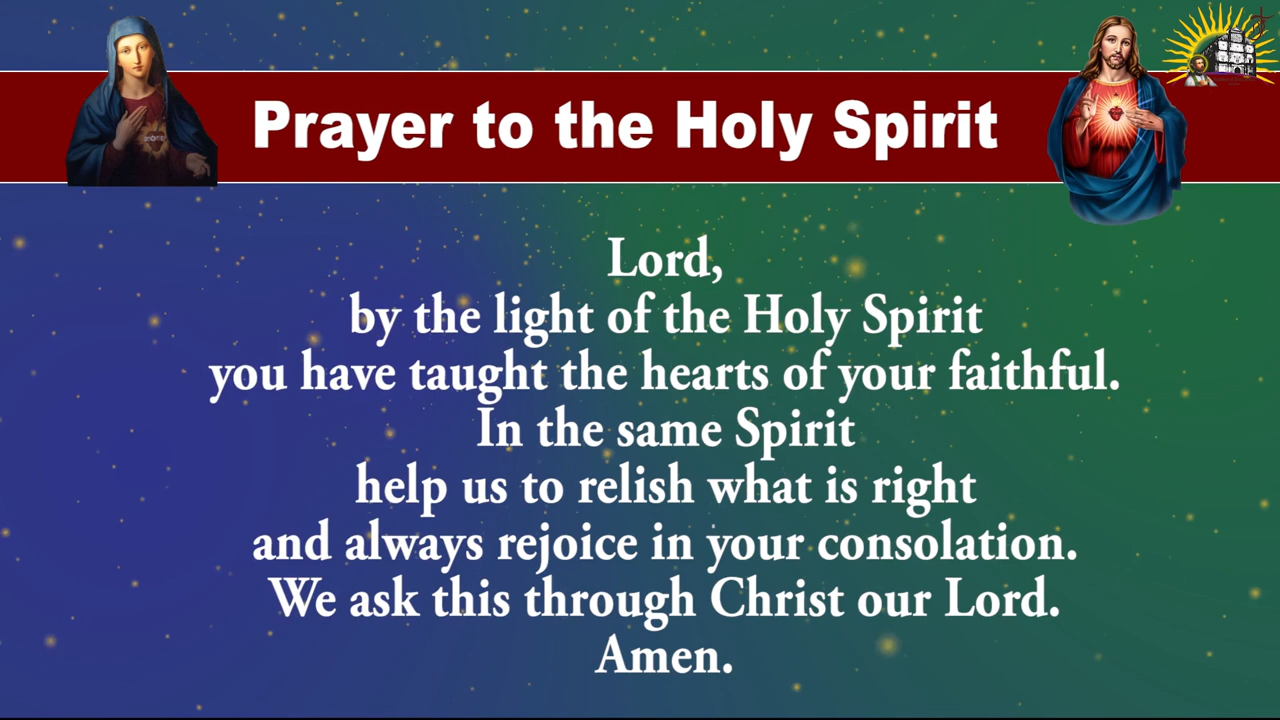 Prayer to the Holy Spirit
Lord,
by the light of the Holy Spirit
you have taught the hearts of your faithful.
In the same Spirit
help us to relish what is right
and always rejoice in your consolation.
We ask this through Christ our Lord.
Amen.